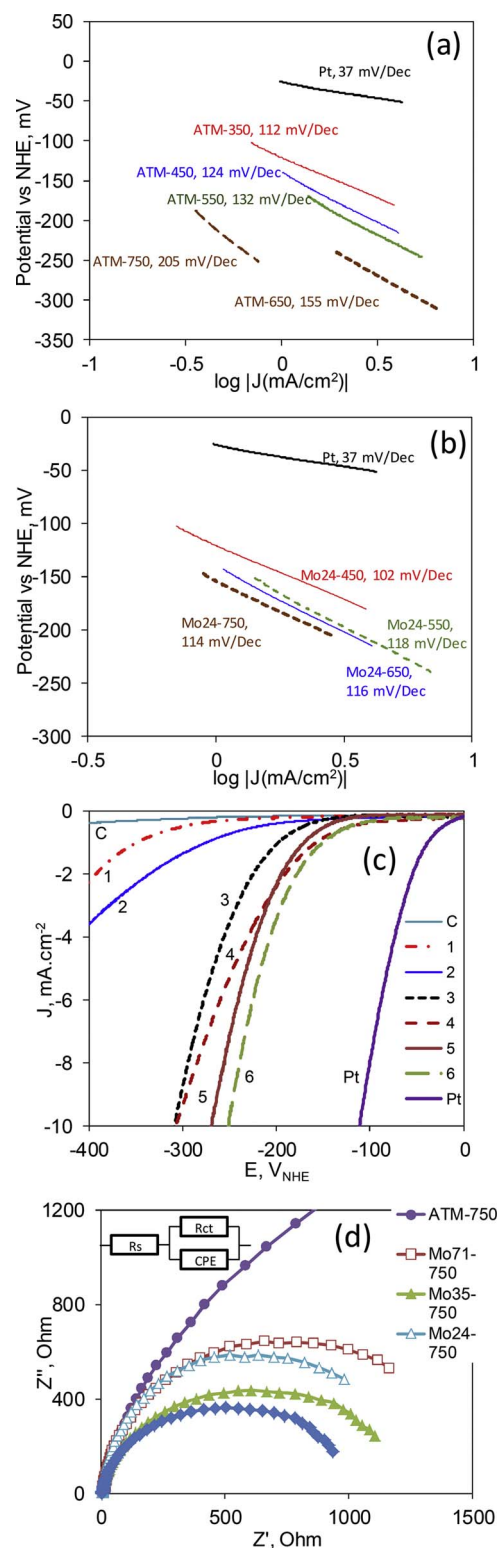 (a)
50
0
-50
-100
-150
-200
-250
-300
-350
Potential vs NHE, mV
Pt, 37 mV/Dec
ATM-350, 112 mV/Dec
ATM-450, 124 mV/Dec
ATM-550, 132 mV/Dec
ATM-750, 205 mV/Dec
ATM-650, 155 mV/Dec
-1
-0.5
0
0.5
1
log |J(mA/cm²)|
(b)
0
-50
-100
-150
-200
-250
-300
Potential vs NHE, mV
Pt, 37 mV/Dec
Mo24-450, 102 mV/Dec
Mo24-750,
114 mV/Dec
Mo24-550,
118 mV/Dec
Mo24-650,
116 mV/Dec
-0.5
0
0.5
1
log |J(mA/cm²)|
(c)
0
-2
-4
-6
-8
-10
J, mA.cm⁻²
C
1
2
3
4
5
6
Pt
C
1
2
3
4
5
6
Pt
-400
-300
-200
-100
0
E, V_NHE
(d)
1200
800
400
0
Z'', Ohm
Rs
Rct
CPE
ATM-750
Mo71-
750
Mo35-
750
Mo24-
750
0
500
1000
1500
Z', Ohm